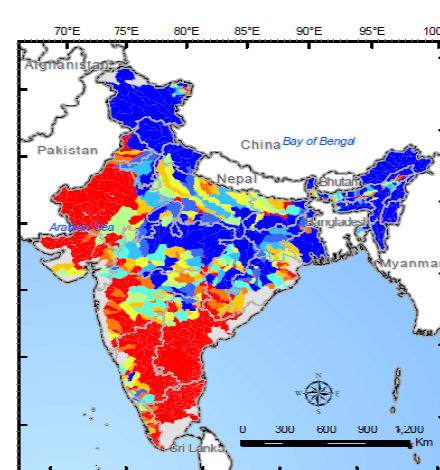 70°E 75°E 80°E 85°E 90°E 95°E 100
Afghanistan
China Bay of Bengal
Pakistan
Nepal
Bhutan
Bangladesh
Arabian Sea
Myanmar
N
W E
S
0 300 600 900 1,200
Km
Sri Lanka